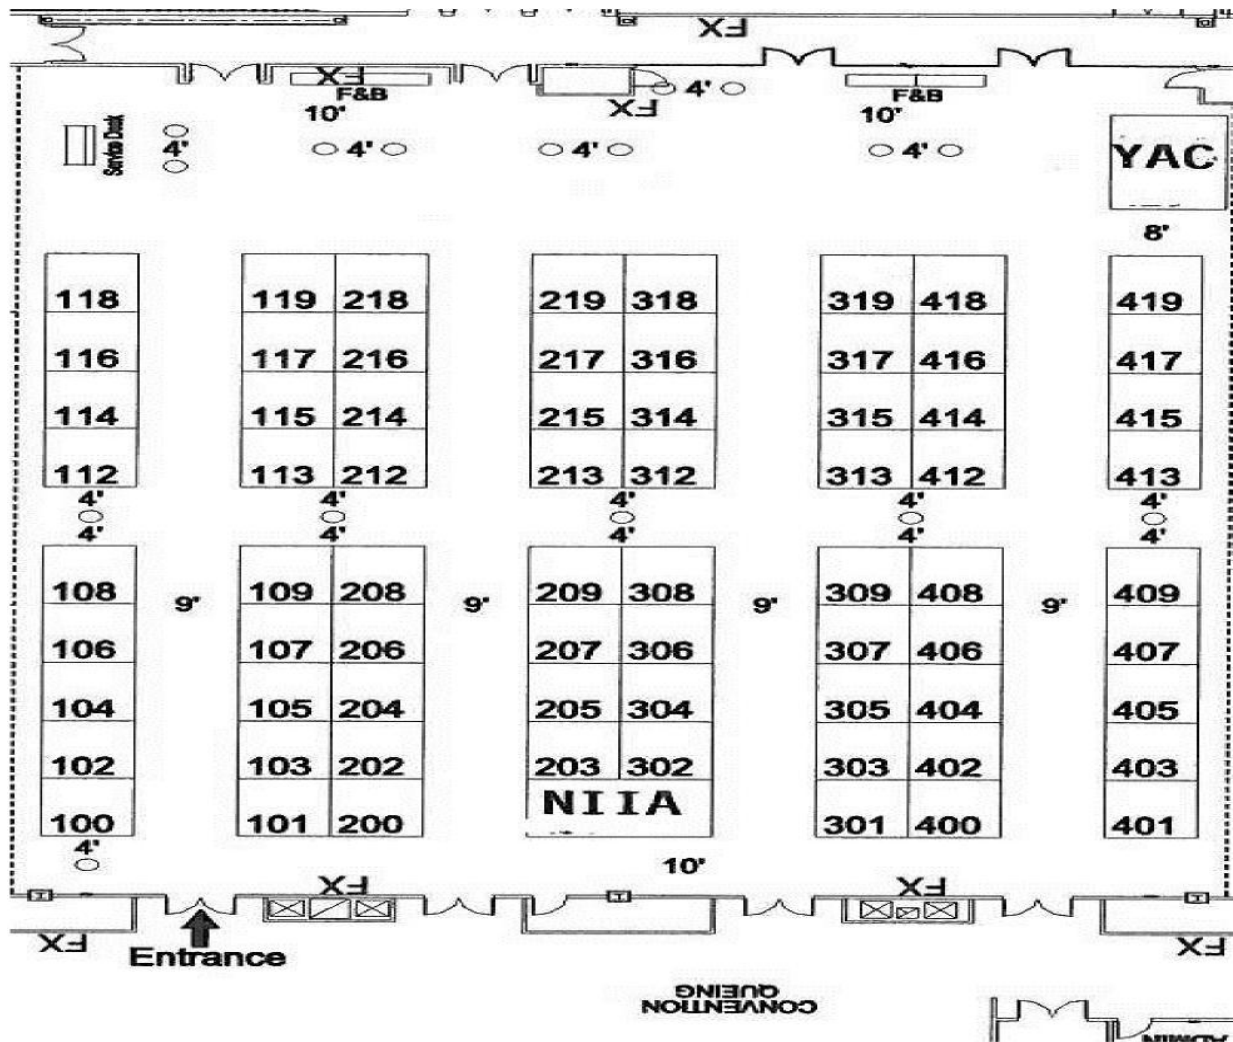 FX
FX
F&B
10'
FX
4'
F&B
10'
Service Desk
4'
4'
4'
4'
YAC
8'
118 119 218 219 318 319 418 419
116 117 216 217 316 317 416 417
114 115 214 215 314 315 414 415
112 113 212 213 312 313 412 413
4' 4' 4' 4' 4'
4' 4' 4' 4' 4'
108 9' 109 208 9' 209 308 9' 309 408 9' 409
106 107 206 207 306 307 406 407
104 105 204 205 304 305 404 405
102 103 202 203 302 303 402 403
100 101 200 NIIA 301 400 401
4'
10'
FX FX
FX
Entrance
FX
CONVENTION
QUEING
ADMIN